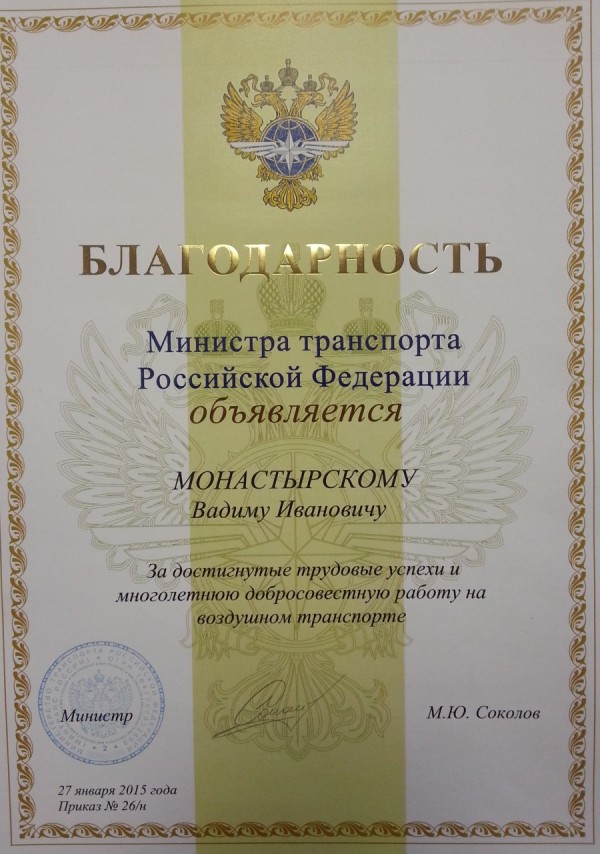 БЛАГОДАРНОСТЬ
Министра транспорта
Российской Федерации
объявляется
МОНАСТЫРСКОМУ
Вадиму Ивановичу
За достигнутые трудовые успехи и
многолетнюю добросовестную работу на
воздушном транспорте
Министр
М.Ю. Соколов
27 января 2015 года
Приказ № 26/н